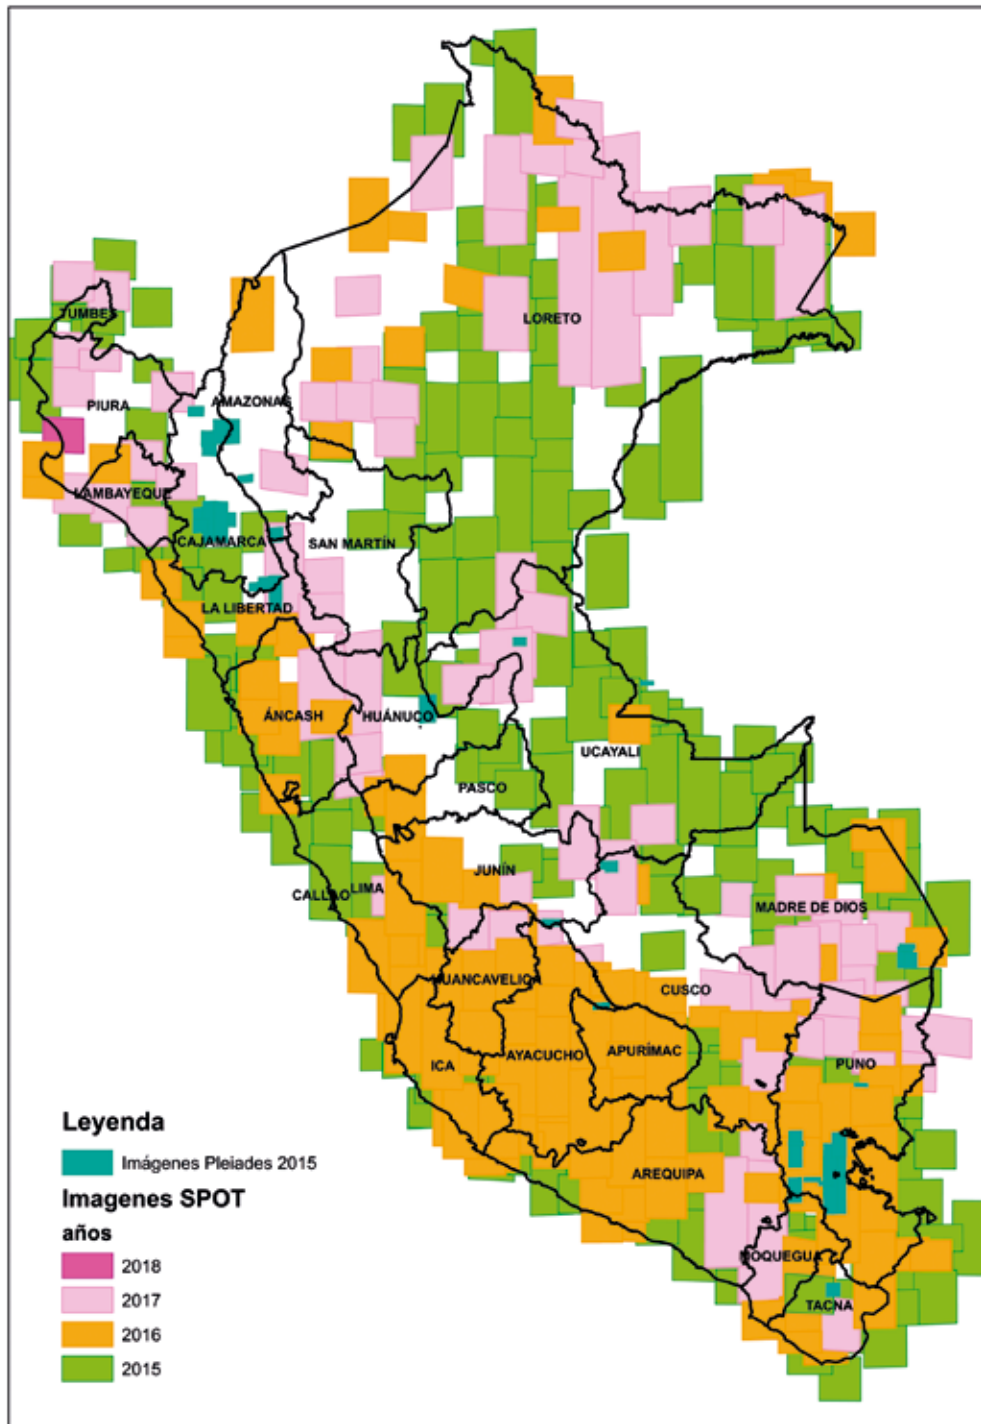 TUMBES
LORETO
PIURA
AMAZONAS
LAMBAYEQUE
CAJAMARCA
SAN MARTÍN
LA LIBERTAD
ÁNCASH
HUÁNUCO
UCAYALI
PASCO
JUNÍN
CALLAO
LIMA
MADRE DE DIOS
HUANCAVELICA
CUSCO
ICA
AYACUCHO
APURÍMAC
PUNO
AREQUIPA
MOQUEGUA
TACNA
Leyenda
Imágenes Pleiades 2015
Imagenes SPOT
años
2018
2017
2016
2015